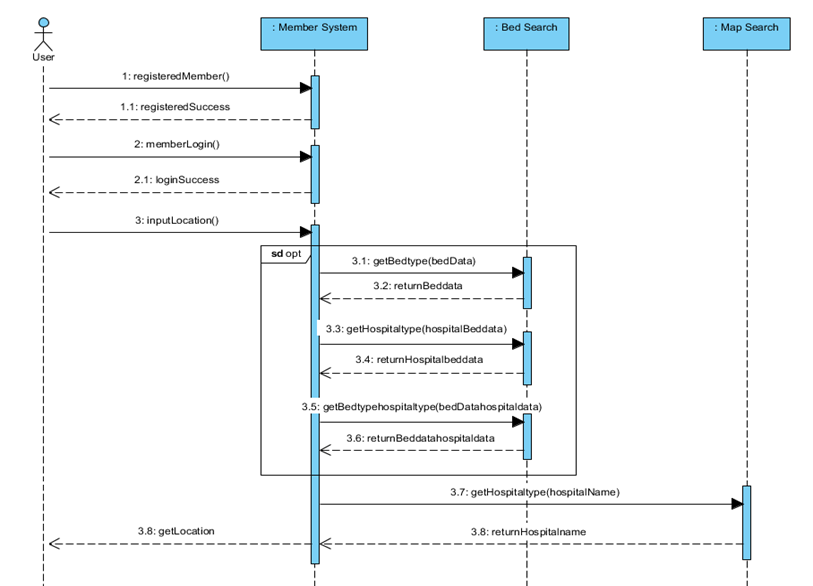 : Member System
: Bed Search
: Map Search
User
1: registeredMember()
1.1: registeredSuccess
2: memberLogin()
2.1: loginSuccess
3: inputLocation()
sd opt
3.1: getBedtype(bedData)
3.2: returnBeddata
3.3: getHospitaltype(hospitalBeddata)
3.4: returnHospitalbeddata
3.5: getBedtypehospitaltype(bedDatahospitaldata)
3.6: returnBeddatahospitaldata
3.7: getHospitaltype(hospitalName)
3.8: getLocation
3.8: returnHospitalname